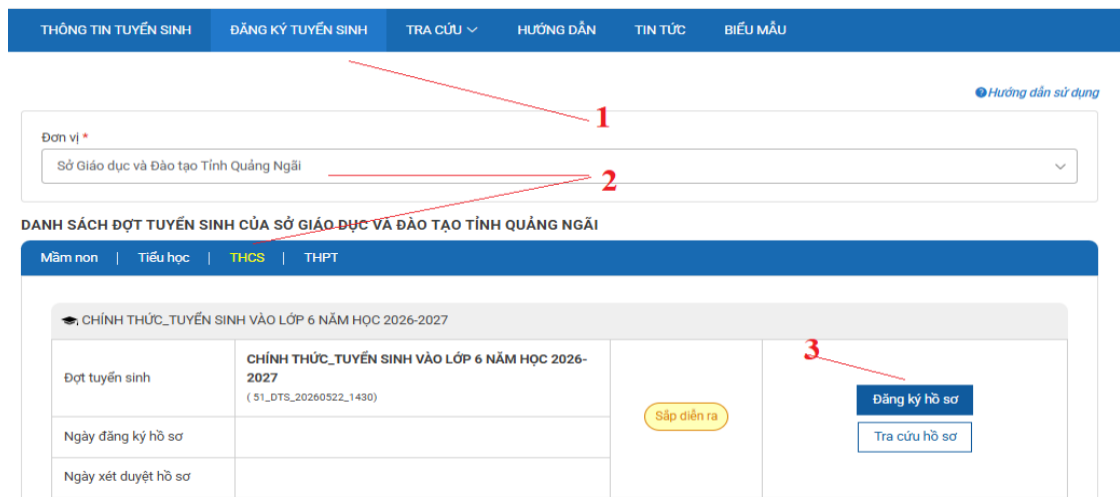 THÔNG TIN TUYỂN SINH ĐĂNG KÝ TUYỂN SINH TRA CỨU HƯỚNG DẪN TIN TỨC BIỂU MẪU
1
Hướng dẫn sử dụng
Đơn vị *
Sở Giáo dục và Đào tạo Tỉnh Quảng Ngãi
2
DANH SÁCH ĐỢT TUYỂN SINH CỦA SỞ GIÁO DỤC VÀ ĐÀO TẠO TỈNH QUẢNG NGÃI
Mầm non | Tiểu học | THCS | THPT
CHÍNH THỨC_TUYỂN SINH VÀO LỚP 6 NĂM HỌC 2026-2027
Đợt tuyển sinh
CHÍNH THỨC_TUYỂN SINH VÀO LỚP 6 NĂM HỌC 2026-
2027
( 51_DTS_20260522_1430)
Sắp diễn ra
3
Đăng ký hồ sơ
Tra cứu hồ sơ
Ngày đăng ký hồ sơ
Ngày xét duyệt hồ sơ